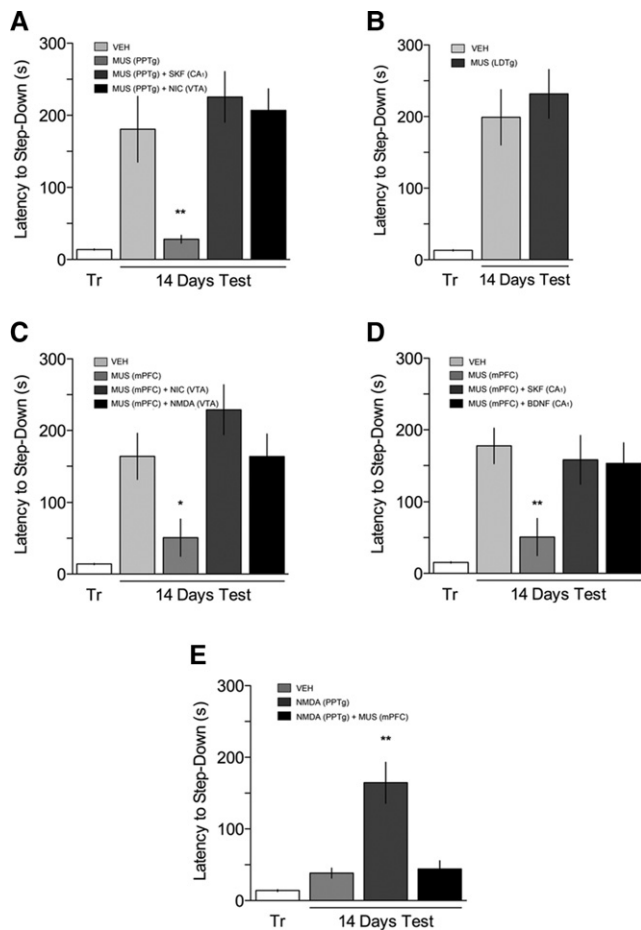 A
VEH
MUS (PPTg)
MUS (PPTg) + SKF (CA₁)
MUS (PPTg) + NIC (VTA)
Latency to Step-Down (s)
300
200
100
0
**
Tr
14 Days Test
B
VEH
MUS (LDTg)
Latency to Step-Down (s)
300
200
100
0
Tr
14 Days Test
C
VEH
MUS (mPFC)
MUS (mPFC) + NIC (VTA)
MUS (mPFC) + NMDA (VTA)
Latency to Step-Down (s)
300
200
100
0
*
Tr
14 Days Test
D
VEH
MUS (mPFC)
MUS (mPFC) + SKF (CA₁)
MUS (mPFC) + BDNF (CA₁)
Latency to Step-Down (s)
300
200
100
0
**
Tr
14 Days Test
E
VEH
NMDA (PPTg)
NMDA (PPTg) + MUS (mPFC)
Latency to Step-Down (s)
300
200
100
0
**
Tr
14 Days Test